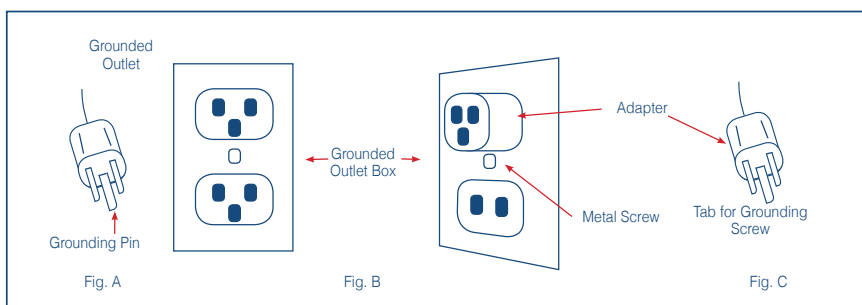 Grounded
Outlet
Grounding Pin
Fig. A
Grounded
Outlet Box
Fig. B
Adapter
Metal Screw
Tab for Grounding
Screw
Fig. C